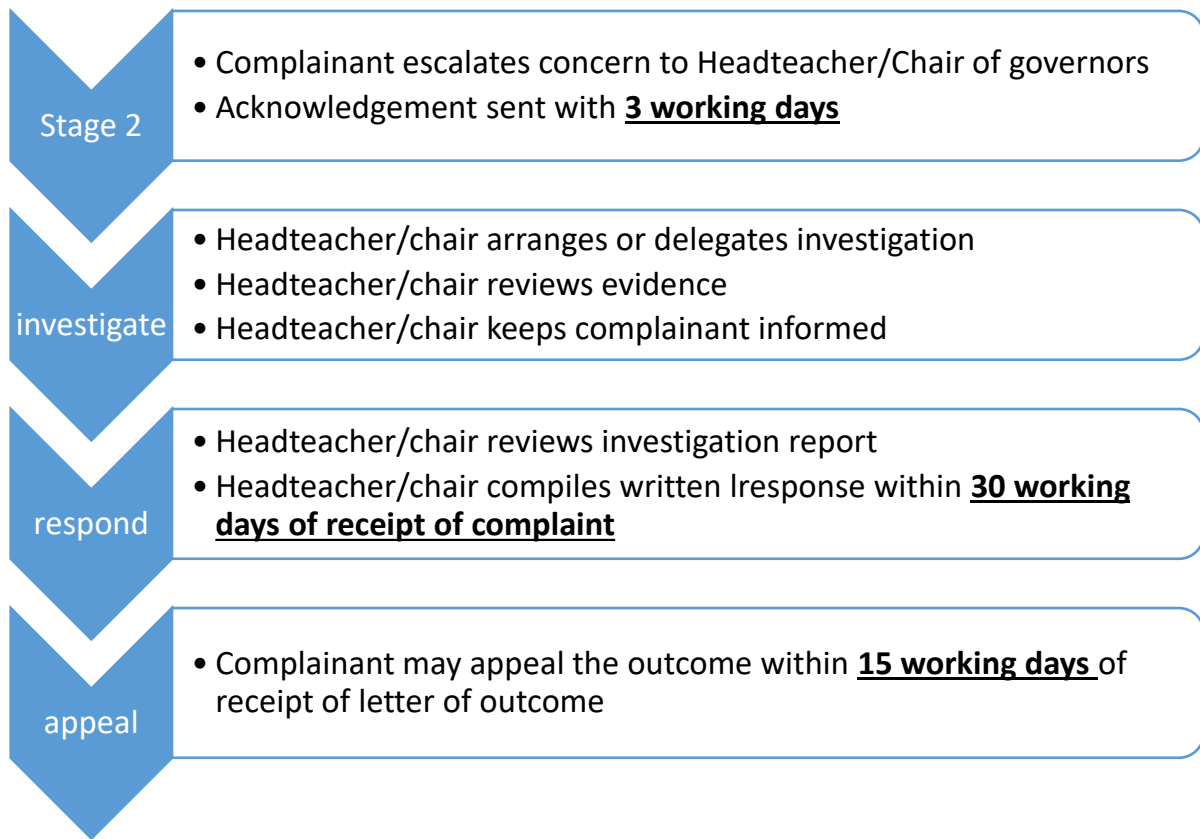 Stage 2
• Complainant escalates concern to Headteacher/Chair of governors
• Acknowledgement sent with 3 working days
investigate
• Headteacher/chair arranges or delegates investigation
• Headteacher/chair reviews evidence
• Headteacher/chair keeps complainant informed
respond
• Headteacher/chair reviews investigation report
• Headteacher/chair compiles written lresponse within 30 working
days of receipt of complaint
appeal
• Complainant may appeal the outcome within 15 working days of
receipt of letter of outcome